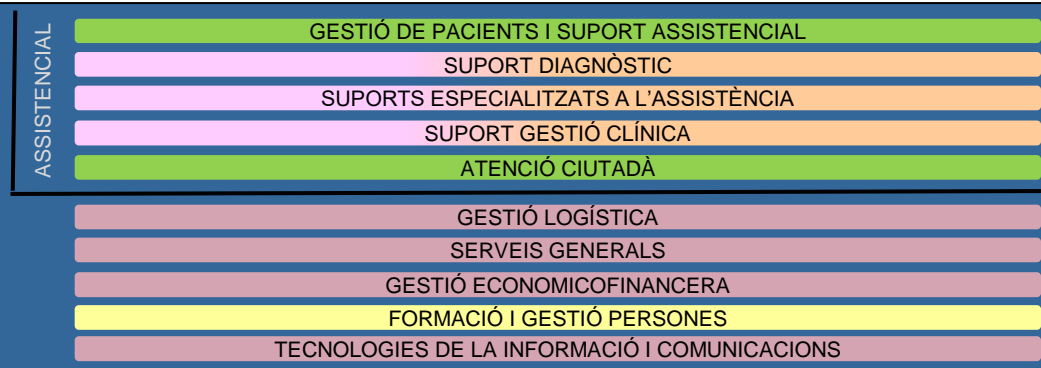 ASSISTENCIAL
GESTIÓ DE PACIENTS I SUPORT ASSISTENCIAL
SUPORT DIAGNÒSTIC
SUPORTS ESPECIALITZATS A L'ASSISTÈNCIA
SUPORT GESTIÓ CLÍNICA
ATENCIÓ CIUTADÀ
GESTIÓ LOGÍSTICA
SERVEIS GENERALS
GESTIÓ ECONOMICOFINANCERA
FORMACIÓ I GESTIÓ PERSONES
TECNOLOGIES DE LA INFORMACIÓ I COMUNICACIONS